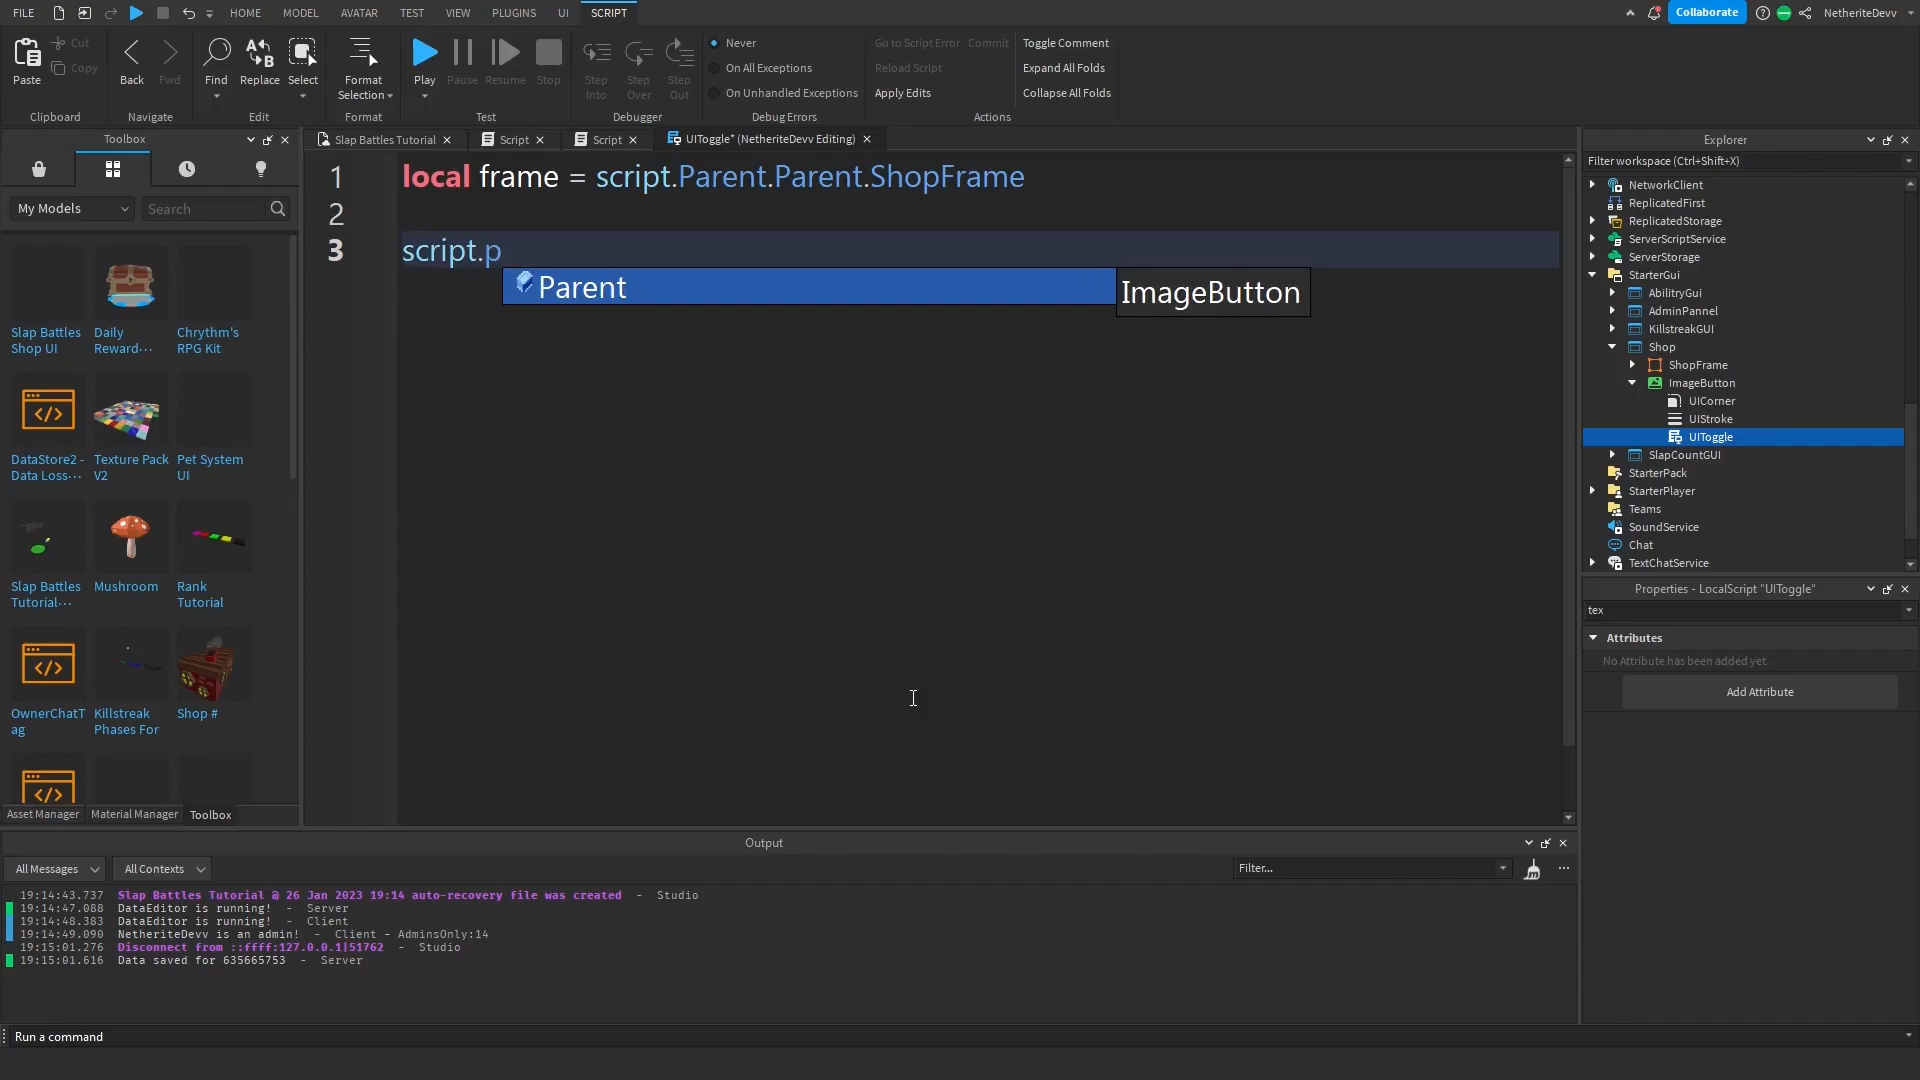 FILE HOME MODEL AVATAR TEST VIEW PLUGINS UI SCRIPT Collaborate NetheriteDevv
Paste Cut Copy
Clipboard
Back Fwd
Navigate
Find Replace Select
Edit
Format Selection
Format
Play Pause Resume Stop
Test
Step Into Step Over Step Out
Debugger
Never
On All Exceptions
On Unhandled Exceptions
Debug Errors
Go to Script Error Commit
Reload Script
Apply Edits
Toggle Comment
Expand All Folds
Collapse All Folds
Actions
Toolbox
My Models Search
Slap Battles Shop UI
Daily Reward...
Chrythm's RPG Kit
DataStore2 - Data Loss...
Texture Pack V2
Pet System UI
Slap Battles Tutorial...
Mushroom
Rank Tutorial
OwnerChatTag
Killstreak Phases For
Shop #
Asset Manager Material Manager Toolbox
Slap Battles Tutorial Script Script UIToggle* (NetheriteDevv Editing)
1 local frame = script.Parent.Parent.ShopFrame
2
3 script.p
Parent ImageButton
Explorer
Filter workspace (Ctrl+Shift+X)
NetworkClient
ReplicatedFirst
ReplicatedStorage
ServerScriptService
ServerStorage
StarterGui
AbilitryGui
AdminPannel
KillstreakGUI
Shop
ShopFrame
ImageButton
UICorner
UIStroke
UIToggle
SlapCountGUI
StarterPack
StarterPlayer
Teams
SoundService
Chat
TextChatService
Properties - LocalScript "UIToggle"
tex
Attributes
No Attribute has been added yet
Add Attribute
Output
All Messages All Contexts Filter...
19:14:43.737 Slap Battles Tutorial @ 26 Jan 2023 19:14 auto-recovery file was created - Studio
19:14:47.088 DataEditor is running! - Server
19:14:48.383 DataEditor is running! - Client
19:14:49.090 NetheriteDevv is an admin! - Client - AdminsOnly:14
19:15:01.276 Disconnect from ::ffff:127.0.0.1|51762 - Studio
19:15:01.616 Data saved for 635665753 - Server
Run a command